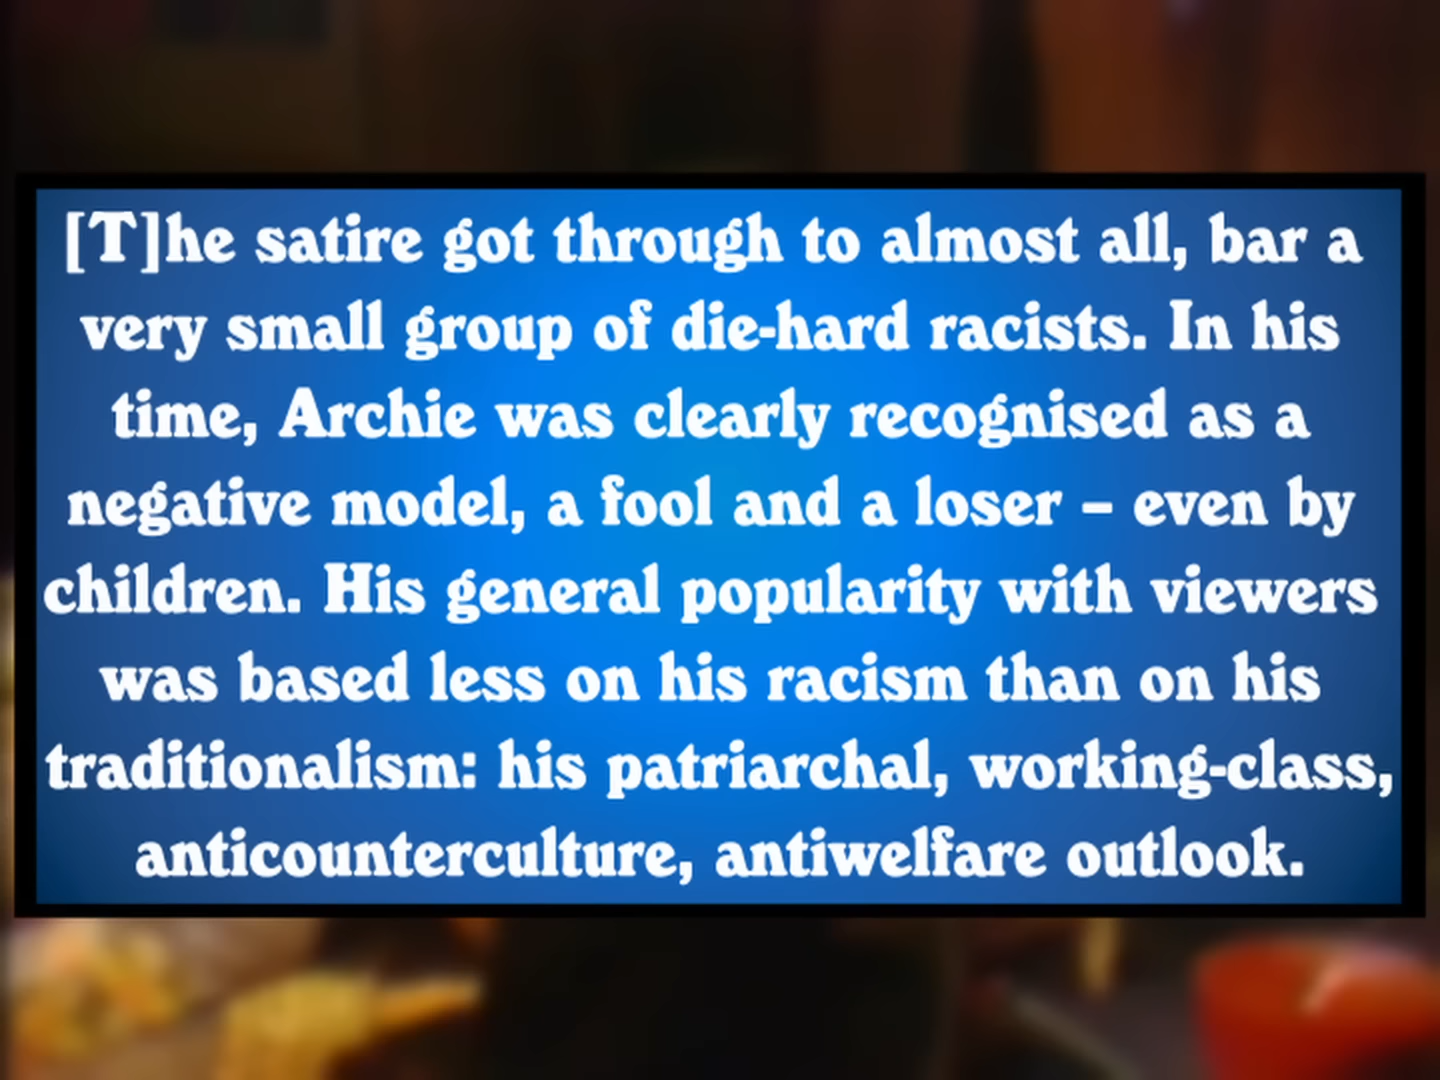 [T]he satire got through to almost all, bar a
very small group of die-hard racists. In his
time, Archie was clearly recognised as a
negative model, a fool and a loser – even by
children. His general popularity with viewers
was based less on his racism than on his
traditionalism: his patriarchal, working-class,
anticounterculture, antiwelfare outlook.